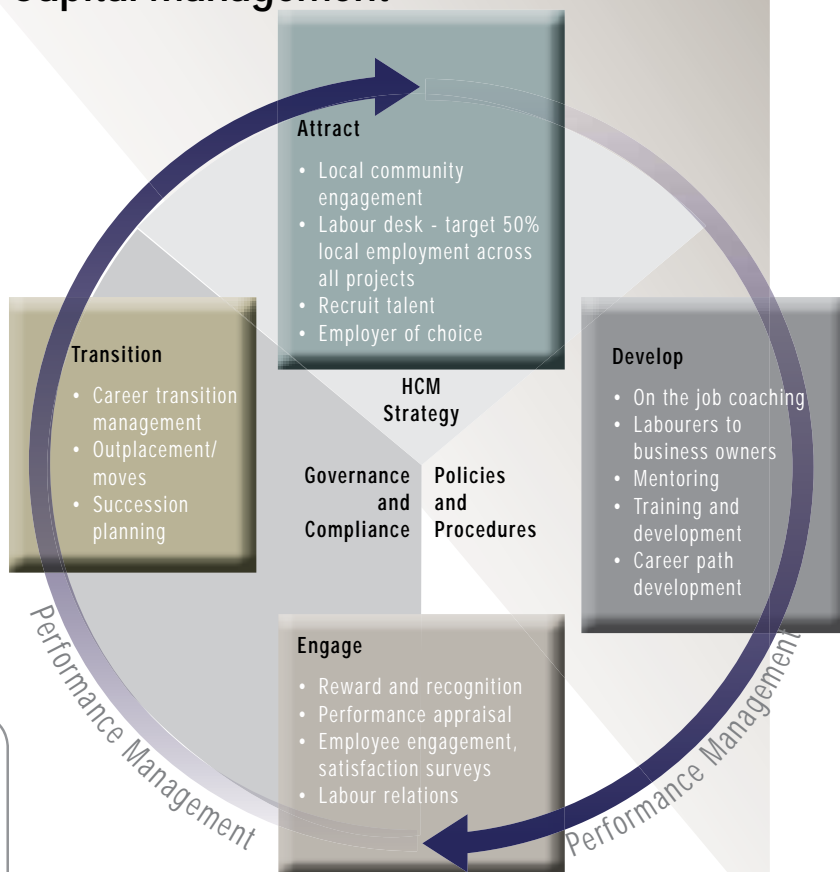 Capital Management
Attract
• Local community
engagement
• Labour desk - target 50%
local employment across
all projects
• Recruit talent
• Employer of choice
Transition
• Career transition
management
• Outplacement/
moves
• Succession
planning
HCM
Strategy
Governance
and
Compliance
Policies
and
Procedures
Develop
• On the job coaching
• Labourers to
business owners
• Mentoring
• Training and
development
• Career path
development
Engage
• Reward and recognition
• Performance appraisal
• Employee engagement,
satisfaction surveys
• Labour relations
Performance Management
Performance Management